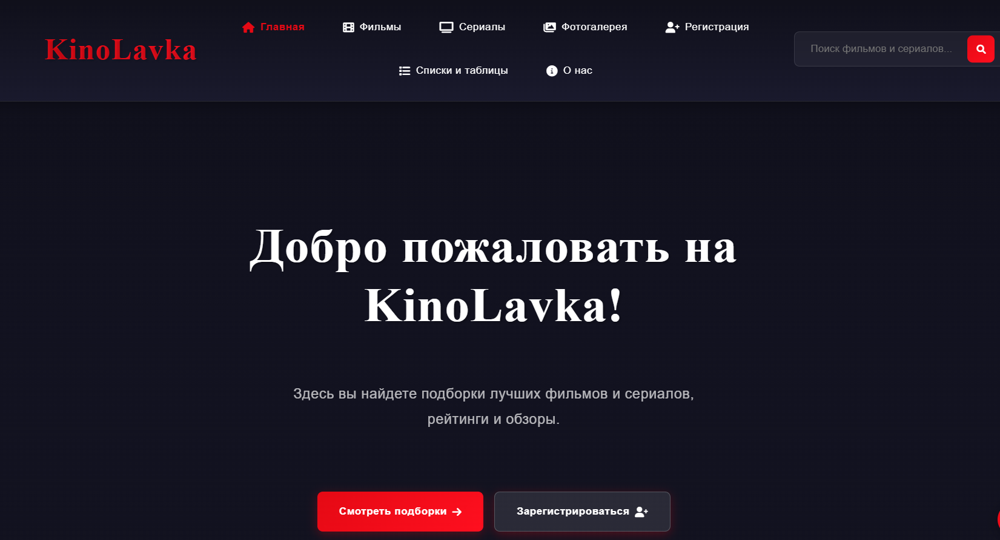 KinoLavka
Главная
Фильмы
Сериалы
Фотогалерея
Регистрация
Списки и таблицы
О нас
Поиск фильмов и сериалов...
Добро пожаловать на
KinoLavka!
Здесь вы найдете подборки лучших фильмов и сериалов,
рейтинги и обзоры.
Смотреть подборки
Зарегистрироваться